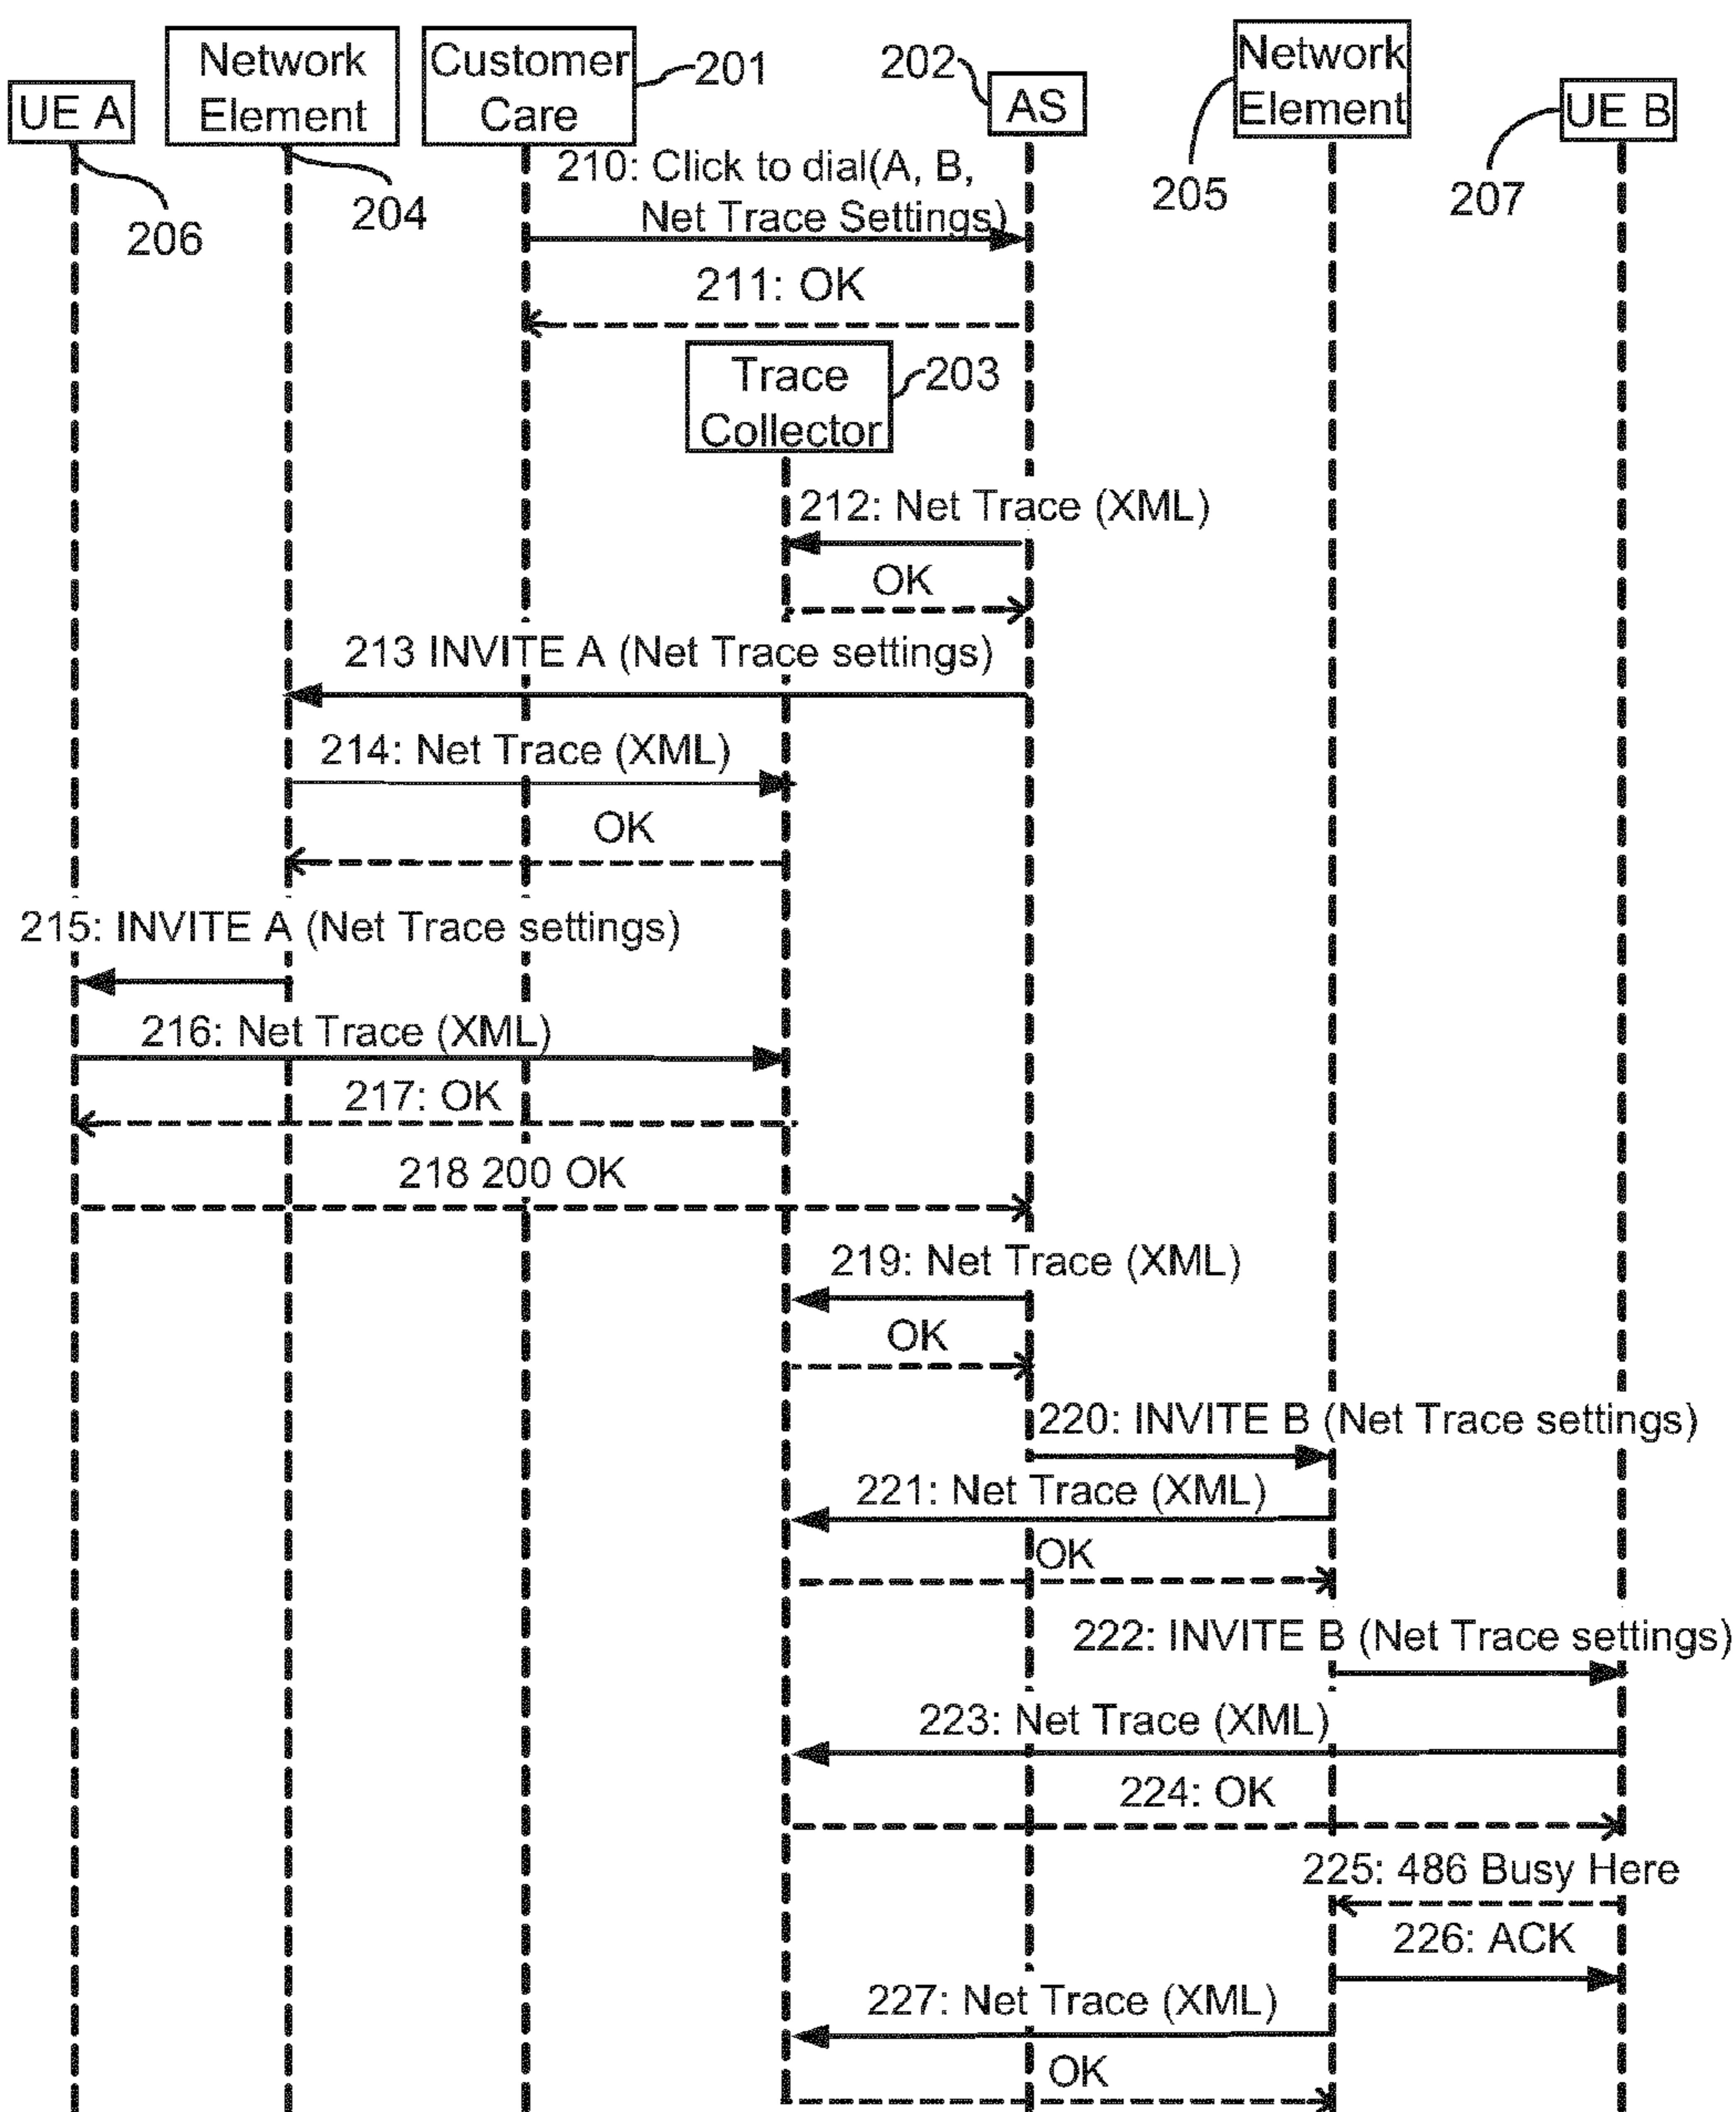 UE A
Network
Element
Customer
Care
201
202
AS
Network
Element
UE B
206
204
205
207
210: Click to dial(A, B,
Net Trace Settings)
211: OK
Trace
Collector
203
212: Net Trace (XML)
OK
213 INVITE A (Net Trace settings)
214: Net Trace (XML)
OK
215: INVITE A (Net Trace settings)
216: Net Trace (XML)
217: OK
218 200 OK
219: Net Trace (XML)
OK
220: INVITE B (Net Trace settings)
221: Net Trace (XML)
OK
222: INVITE B (Net Trace settings)
223: Net Trace (XML)
224: OK
225: 486 Busy Here
226: ACK
227: Net Trace (XML)
OK